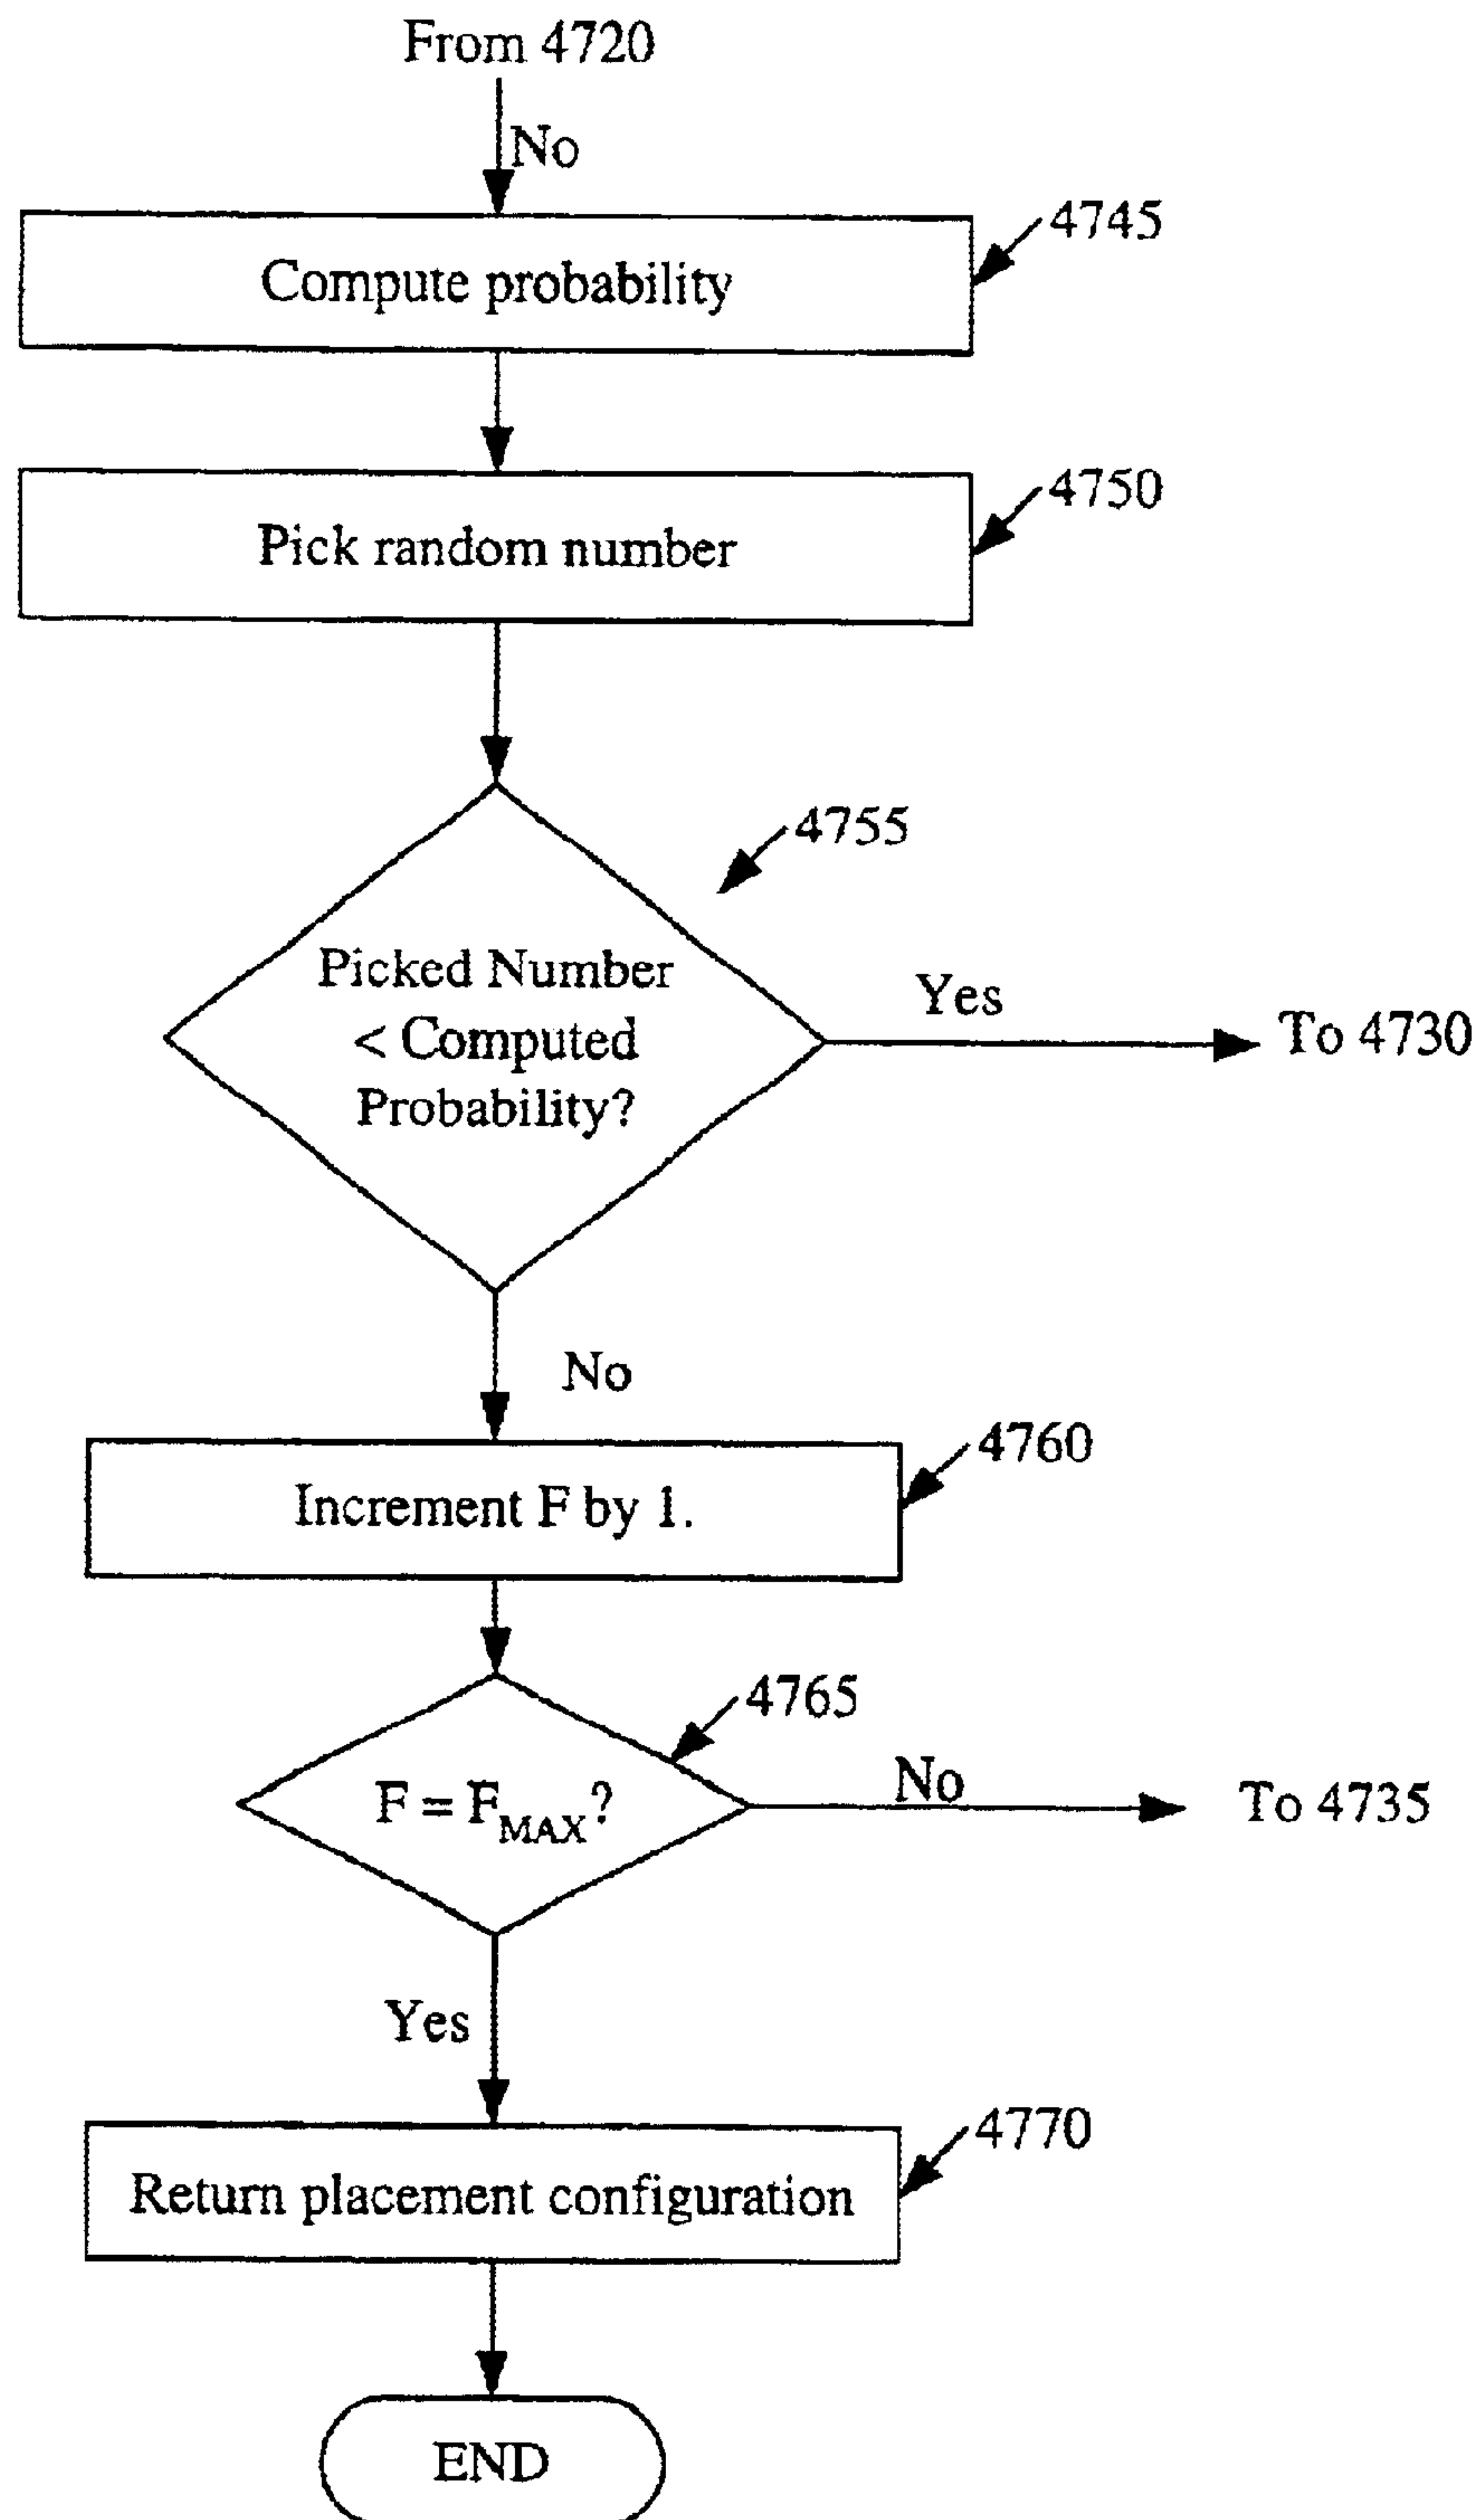 From 4720
No
4745
Compute probability
4750
Pick random number
4755
Picked Number
< Computed
Probability?
Yes
To 4730
No
4760
Increment F by 1.
4765
F = FMAX?
No
To 4735
Yes
4770
Return placement configuration
END